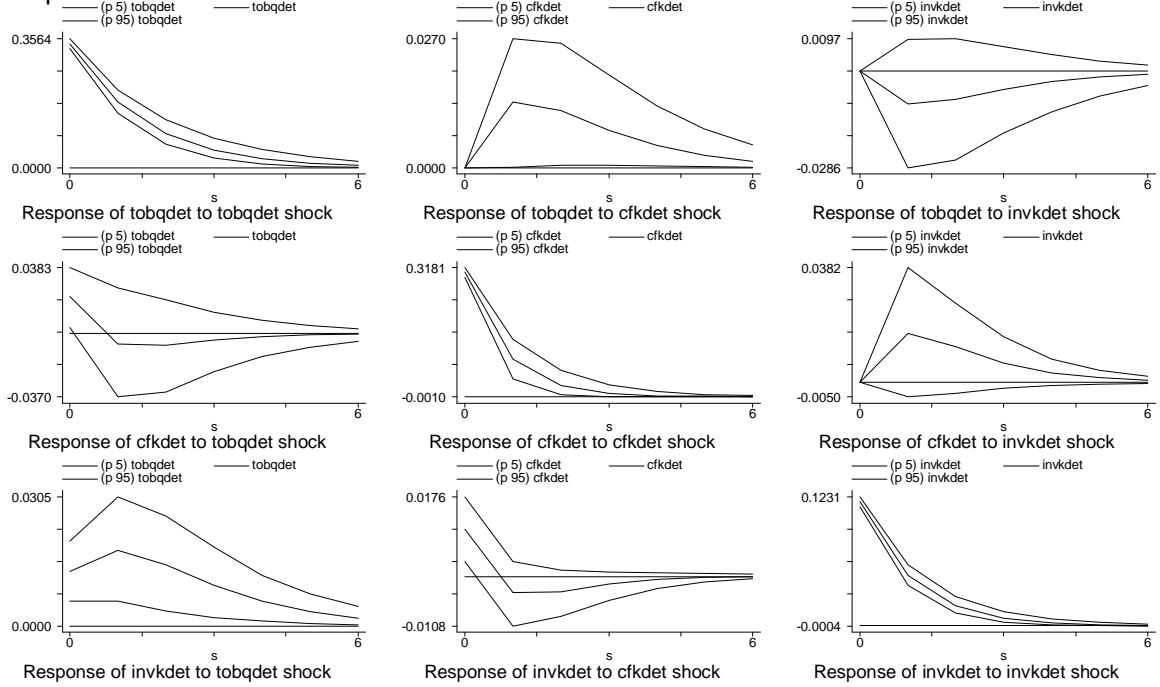 (p 5) tobqdet tobqdet
(p 95) tobqdet
0.3564
0.0000
0 6
s
Response of tobqdet to tobqdet shock
(p 5) cfkdet cfkdet
(p 95) cfkdet
0.0270
0.0000
0 6
s
Response of tobqdet to cfkdet shock
(p 5) invkdet invkdet
(p 95) invkdet
0.0097
-0.0286
0 6
s
Response of tobqdet to invkdet shock
(p 5) tobqdet tobqdet
(p 95) tobqdet
0.0383
-0.0370
0 6
s
Response of cfkdet to tobqdet shock
(p 5) cfkdet cfkdet
(p 95) cfkdet
0.3181
-0.0010
0 6
s
Response of cfkdet to cfkdet shock
(p 5) invkdet invkdet
(p 95) invkdet
0.0382
-0.0050
0 6
s
Response of cfkdet to invkdet shock
(p 5) tobqdet tobqdet
(p 95) tobqdet
0.0305
0.0000
0 6
s
Response of invkdet to tobqdet shock
(p 5) cfkdet cfkdet
(p 95) cfkdet
0.0176
-0.0108
0 6
s
Response of invkdet to cfkdet shock
(p 5) invkdet invkdet
(p 95) invkdet
0.1231
-0.0004
0 6
s
Response of invkdet to invkdet shock